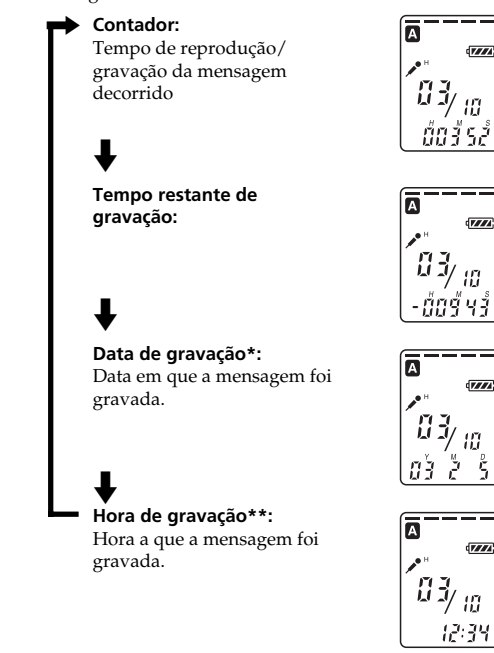 Contador:
Tempo de reprodução/
gravação da mensagem
decorrido
A
H
03/10
H M S
00352
Tempo restante de
gravação:
A
H
03/10
H M S
-00943
Data de gravação*:
Data em que a mensagem foi
gravada.
A
H
03/10
Y M D
03 2 5
Hora de gravação**:
Hora a que a mensagem foi
gravada.
A
H
03/10
12:34